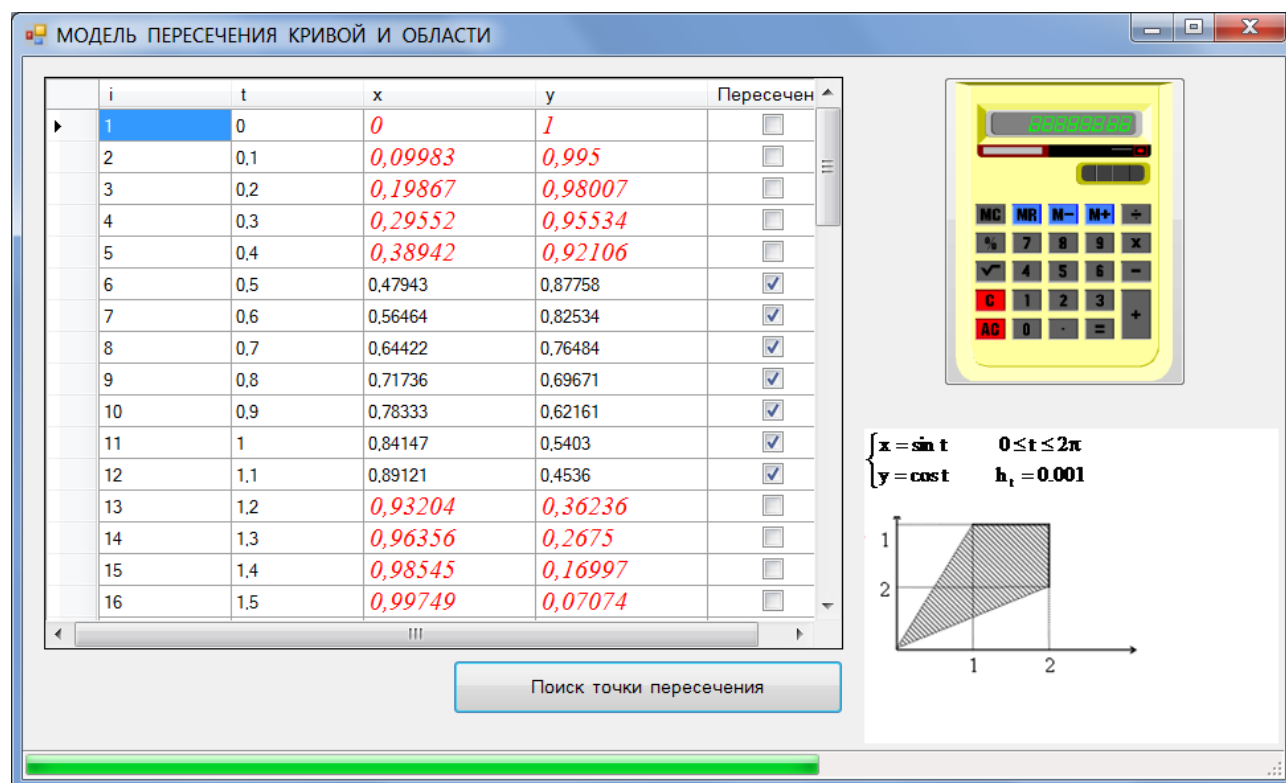 МОДЕЛЬ ПЕРЕСЕЧЕНИЯ КРИВОЙ И ОБЛАСТИ
i t x y Пересечен
1 0 0 1
2 0,1 0,09983 0,995
3 0,2 0,19867 0,98007
4 0,3 0,29552 0,95534
5 0,4 0,38942 0,92106
6 0,5 0,47943 0,87758
7 0,6 0,56464 0,82534
8 0,7 0,64422 0,76484
9 0,8 0,71736 0,69671
10 0,9 0,78333 0,62161
11 1 0,84147 0,5403
12 1,1 0,89121 0,4536
13 1,2 0,93204 0,36236
14 1,3 0,96356 0,2675
15 1,4 0,98545 0,16997
16 1,5 0,99749 0,07074
Поиск точки пересечения
88888888
MC MR M− M+ ÷
% 7 8 9 X
√ 4 5 6 −
C 1 2 3 +
AC 0 · =
x = sin t 0 ≤ t ≤ 2π
y = cos t hₜ = 0.001
1
2
1 2